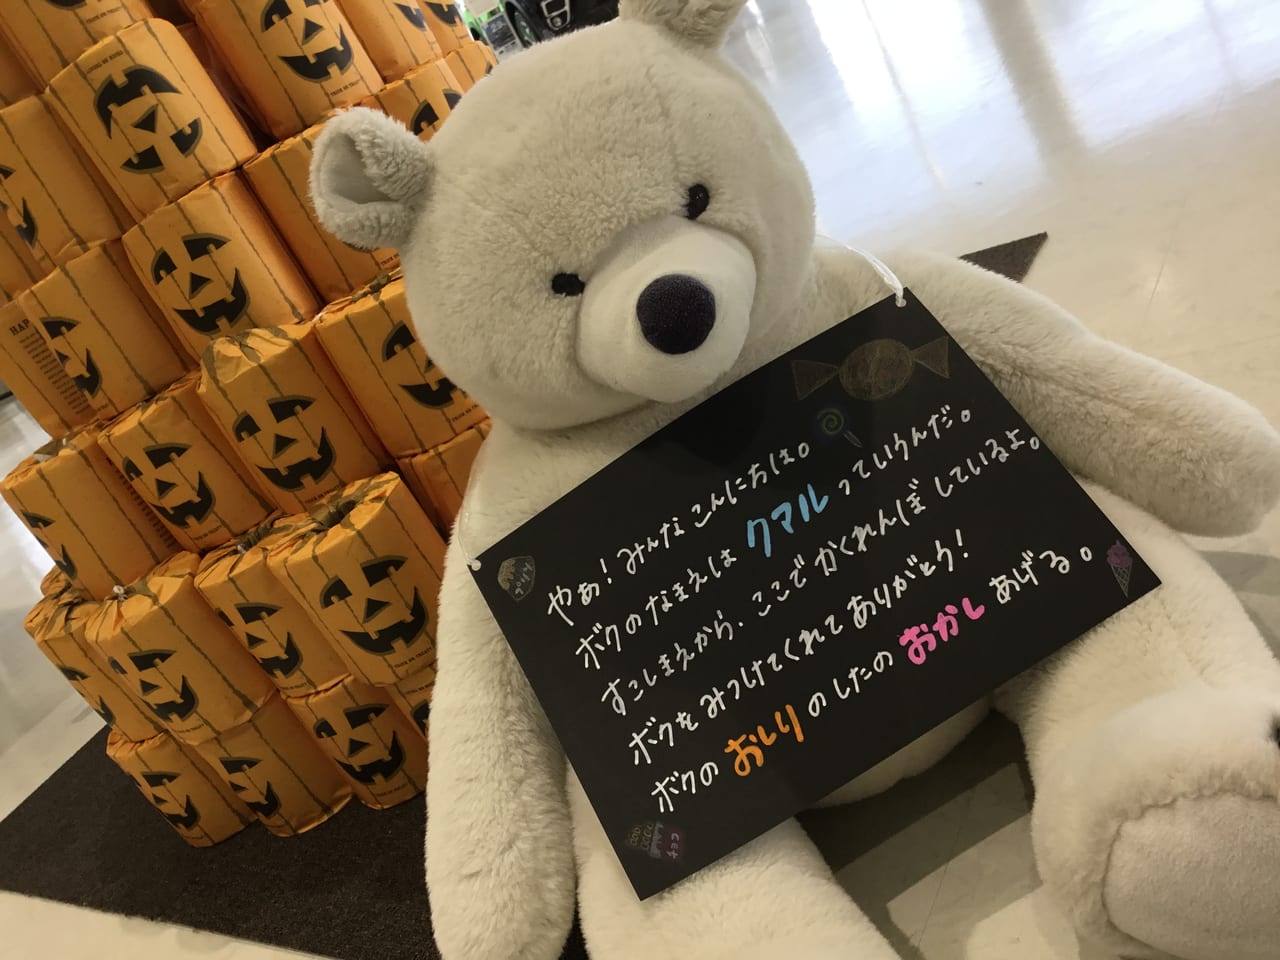 やぁ！みんなこんにちは。
ボクのなまえは クマル っていうんだ。
すこしまえから、ここでかくれんぼしているよ。
ボクをみつけてくれてありがとう！
ボクの おしり のしたの おかし あげる。
TRICK OR TREAT